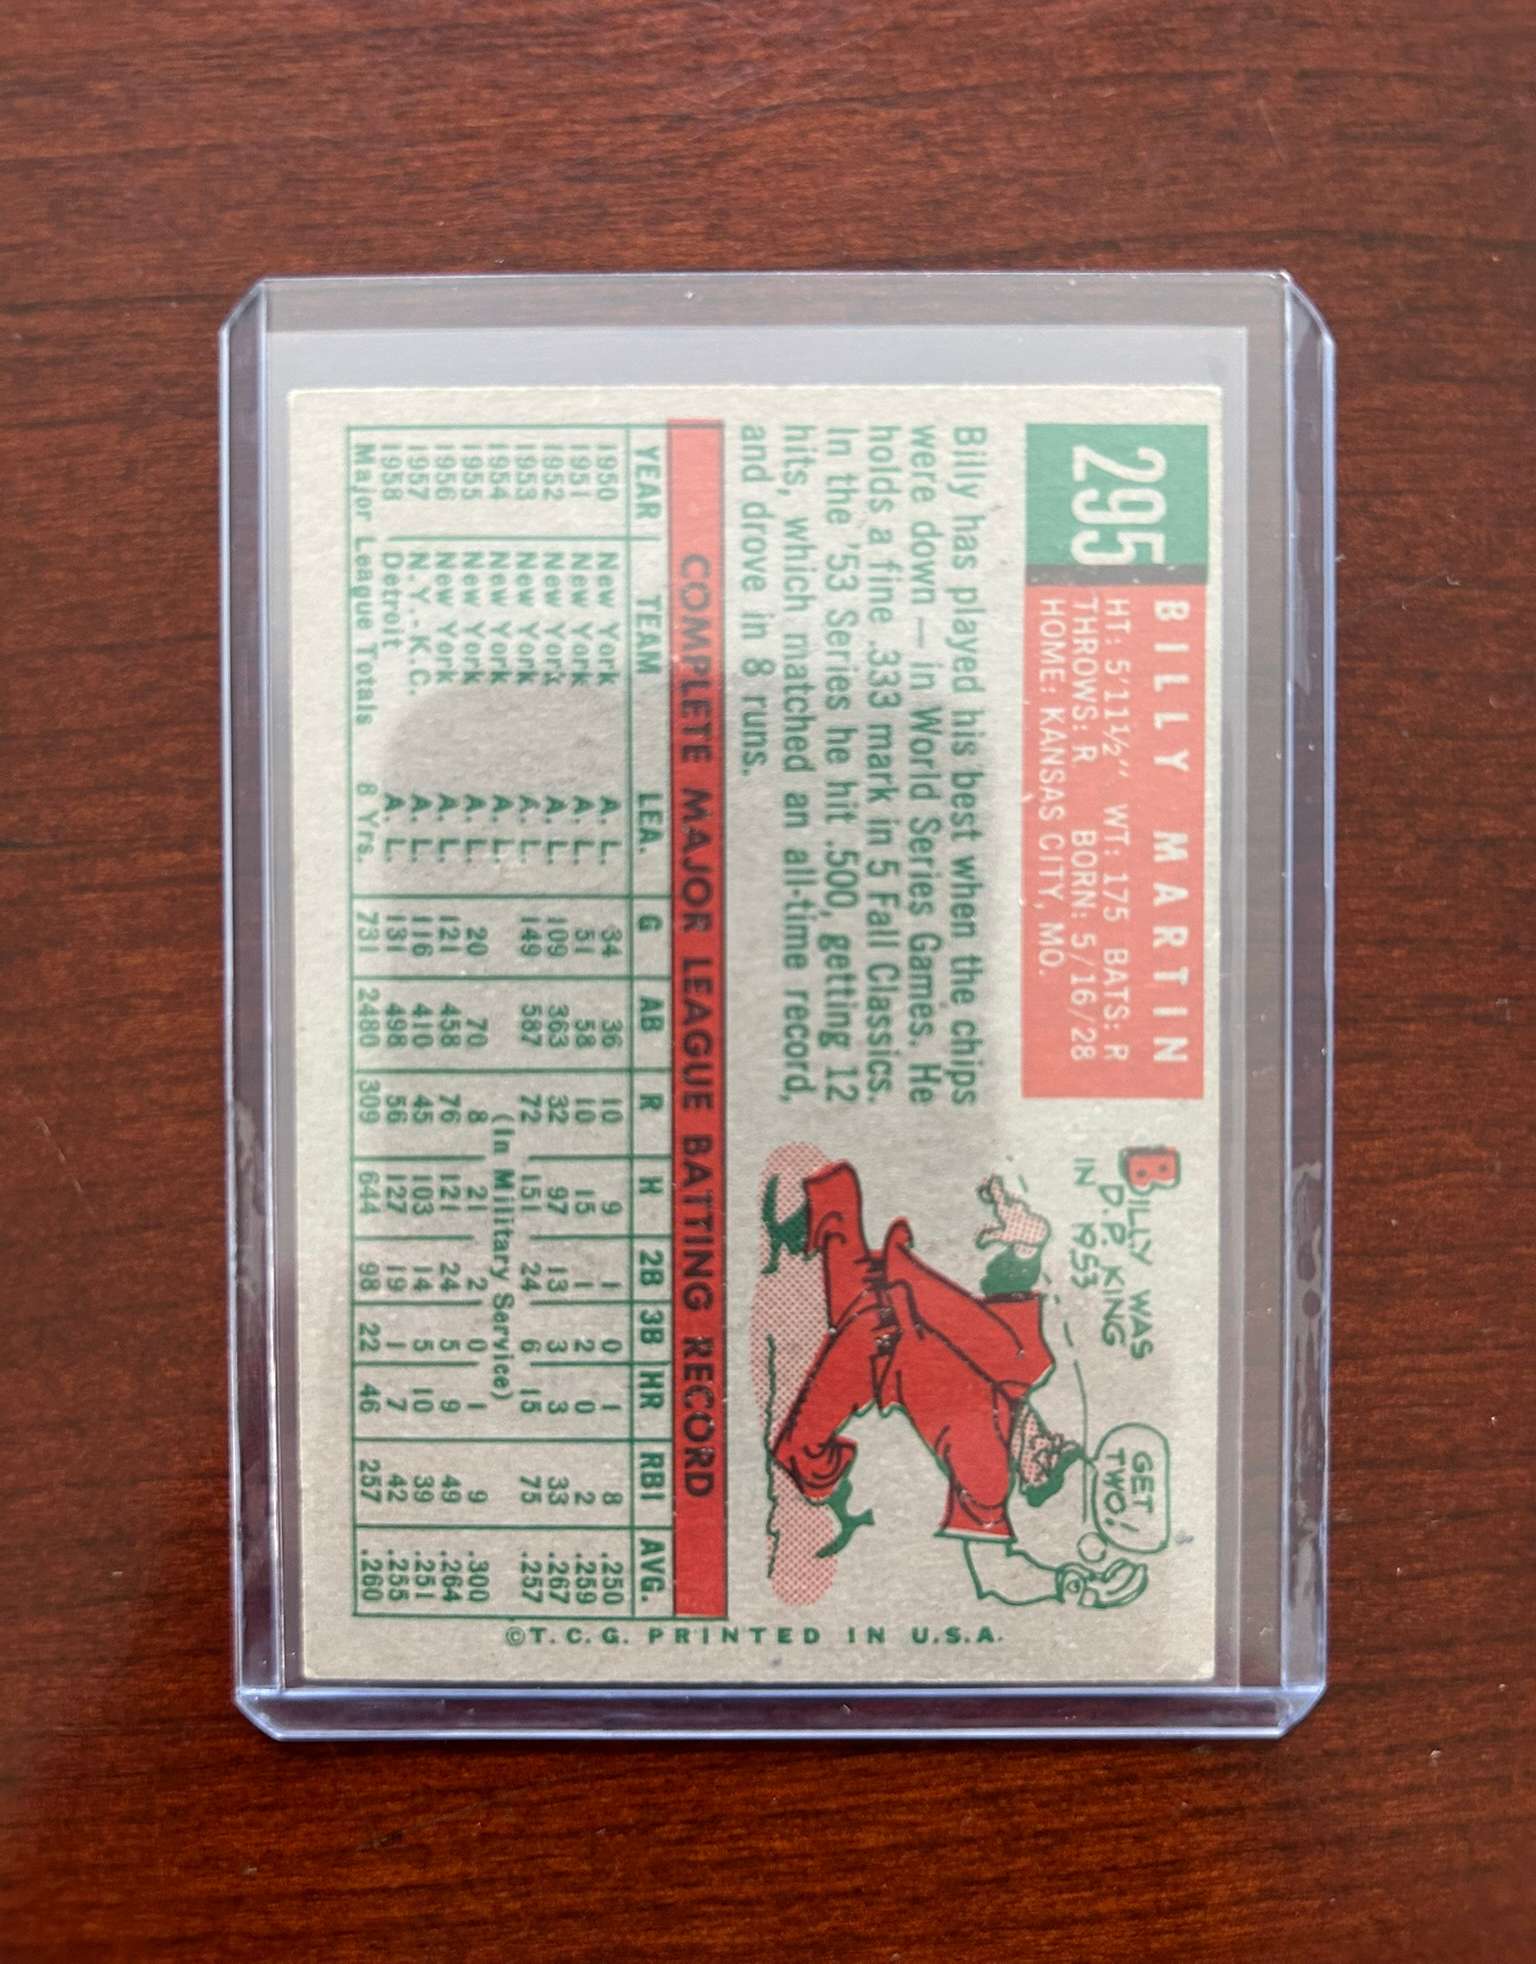 295
BILLY MARTIN
HT: 5'11½" WT: 175 BATS: R
THROWS: R BORN: 5/16/28
HOME: KANSAS CITY, MO.
Billy has played his best when the chips
were down — in World Series Games. He
holds a fine .333 mark in 5 Fall Classics.
In the '53 Series he hit .500, getting 12
hits, which matched an all-time record,
and drove in 8 runs.
BILLY WAS
D.P. KING
IN 1953
GET
TWO!
COMPLETE MAJOR LEAGUE BATTING RECORD
YEAR TEAM LEA. G AB R H 2B 3B HR RBI AVG.
1950 New York A. L. 34 36 10 9 1 0 1 8 .250
1951 New York A. L. 51 58 10 15 1 2 0 2 .259
1952 New York A. L. 109 363 32 97 13 3 3 33 .267
1953 New York A. L. 149 587 72 151 24 6 15 75 .257
1954 New York A. L. (In Military Service)
1955 New York A. L. 20 70 8 21 2 0 1 9 .300
1956 New York A. L. 121 458 76 121 24 5 9 49 .264
1957 N.Y.-K.C. A. L. 116 410 45 103 14 5 10 39 .251
1958 Detroit A. L. 131 498 56 127 19 1 7 42 .255
Major League Totals 8 Yrs. 731 2480 309 644 98 22 46 257 .260
©T.C.G. PRINTED IN U.S.A.